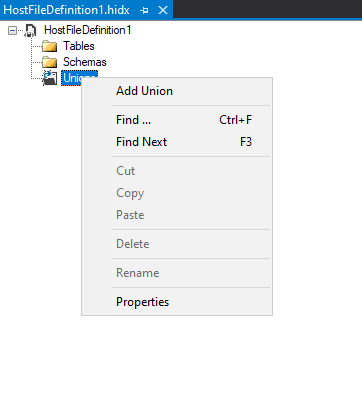 HostFileDefinition1.hidx
HostFileDefinition1
Tables
Schemas
Unions
Add Union
Find ... Ctrl+F
Find Next F3
Cut
Copy
Paste
Delete
Rename
Properties